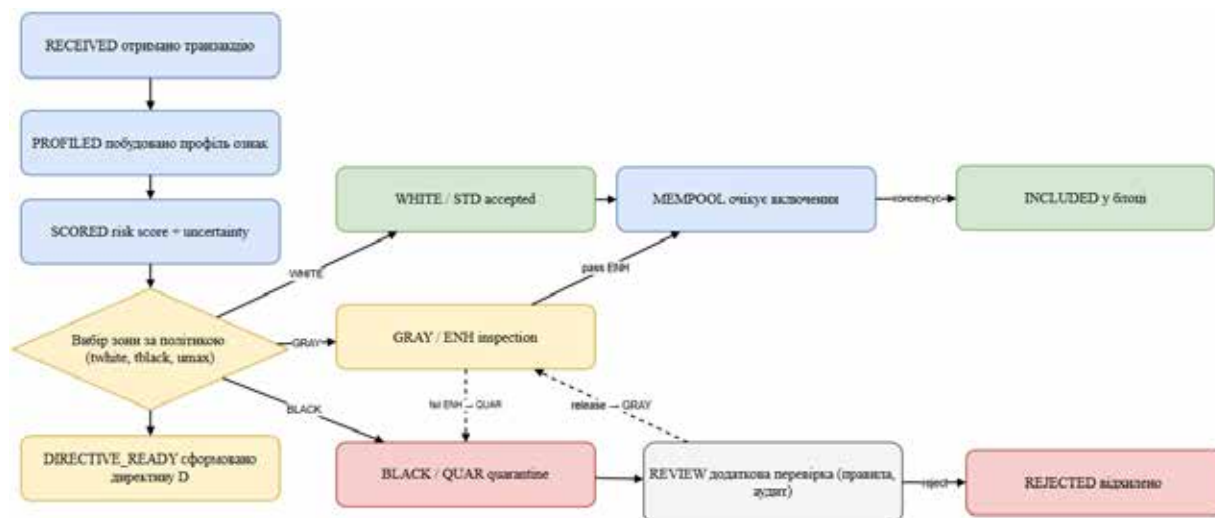 RECEIVED отримано транзакцію
PROFILED побудовано профіль ознак
SCORED risk score + uncertainty
Вибір зони за політикою
(twhite, tblack, umax)
DIRECTIVE_READY сформовано
директиву D
WHITE
GRAY
BLACK
WHITE / STD accepted
GRAY / ENH inspection
BLACK / QUAR quarantine
pass ENH
fail ENH → QUAR
release → GRAY
MEMPOOL очікує включення
консенсус
INCLUDED у блоці
REVIEW додаткова перевірка (правила,
аудит)
reject
REJECTED відхилено